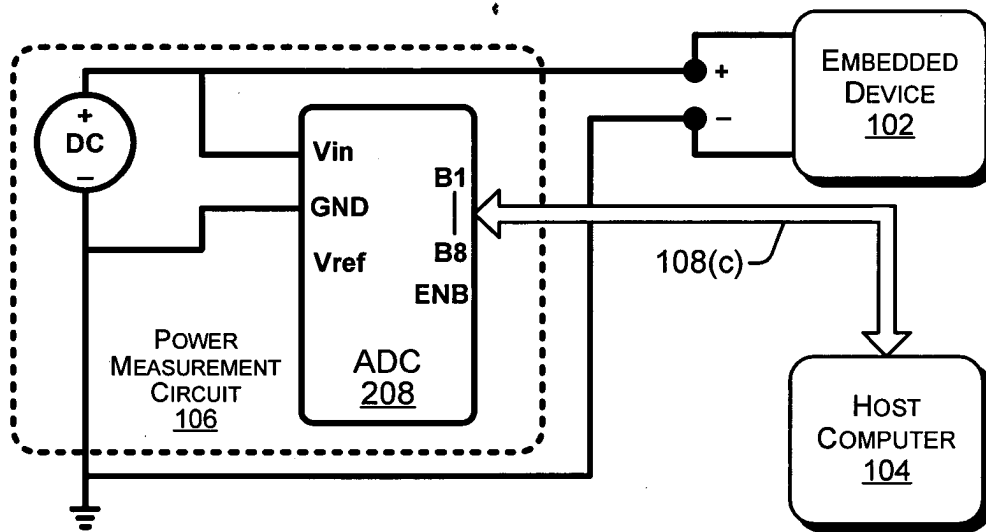 +
DC
−
Vin
GND
Vref
B1
B8
ENB
ADC
208
POWER
MEASUREMENT
CIRCUIT
106
+
−
EMBEDDED
DEVICE
102
108(c)
HOST
COMPUTER
104